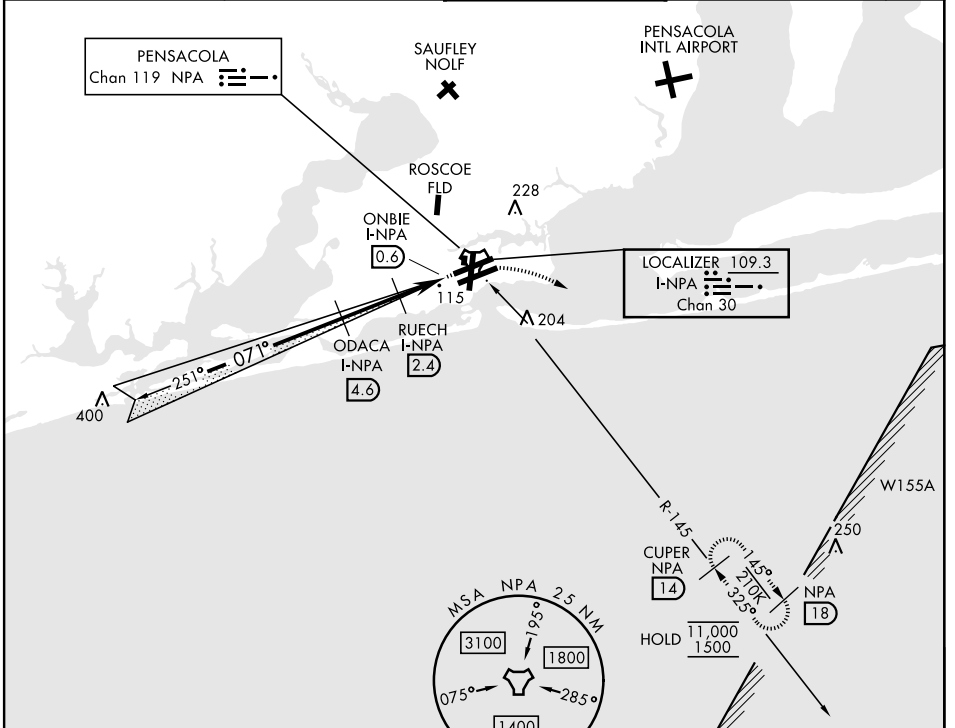 PENSACOLA
Chan 119 NPA
SAUFLEY
NOLF
PENSACOLA
INTL AIRPORT
ROSCOE
FLD
228
ONBIE
I-NPA
0.6
LOCALIZER 109.3
I-NPA
Chan 30
115
204
RUECH
I-NPA
2.4
ODACA
I-NPA
4.6
071°
251°
400
W155A
R-145
250
CUPER
NPA
14
145°
210K
325°
NPA
18
HOLD 11,000
1500
MSA NPA 25 NM
195°
3100
1800
075°
285°
1400